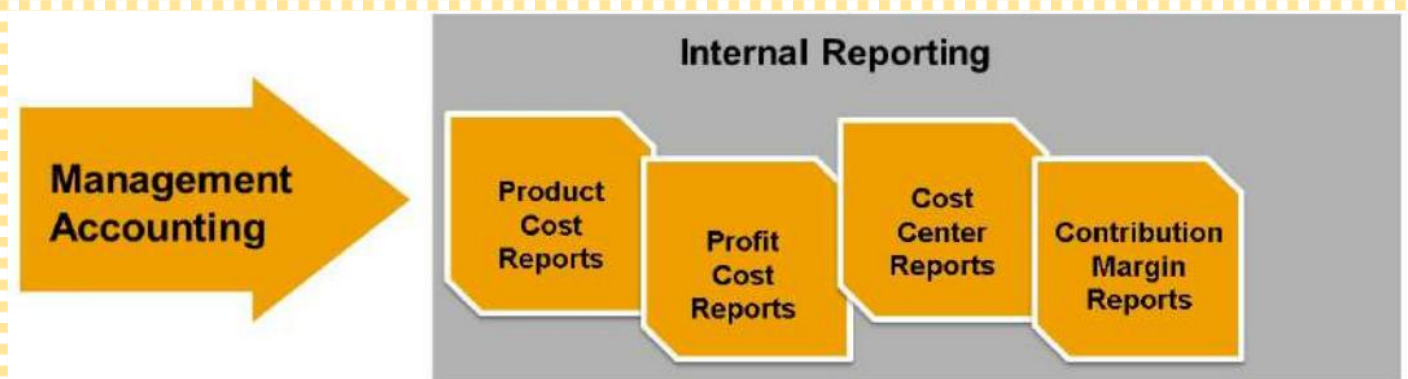 Internal Reporting
Management
Accounting
Product
Cost
Reports
Profit
Cost
Reports
Cost
Center
Reports
Contribution
Margin
Reports